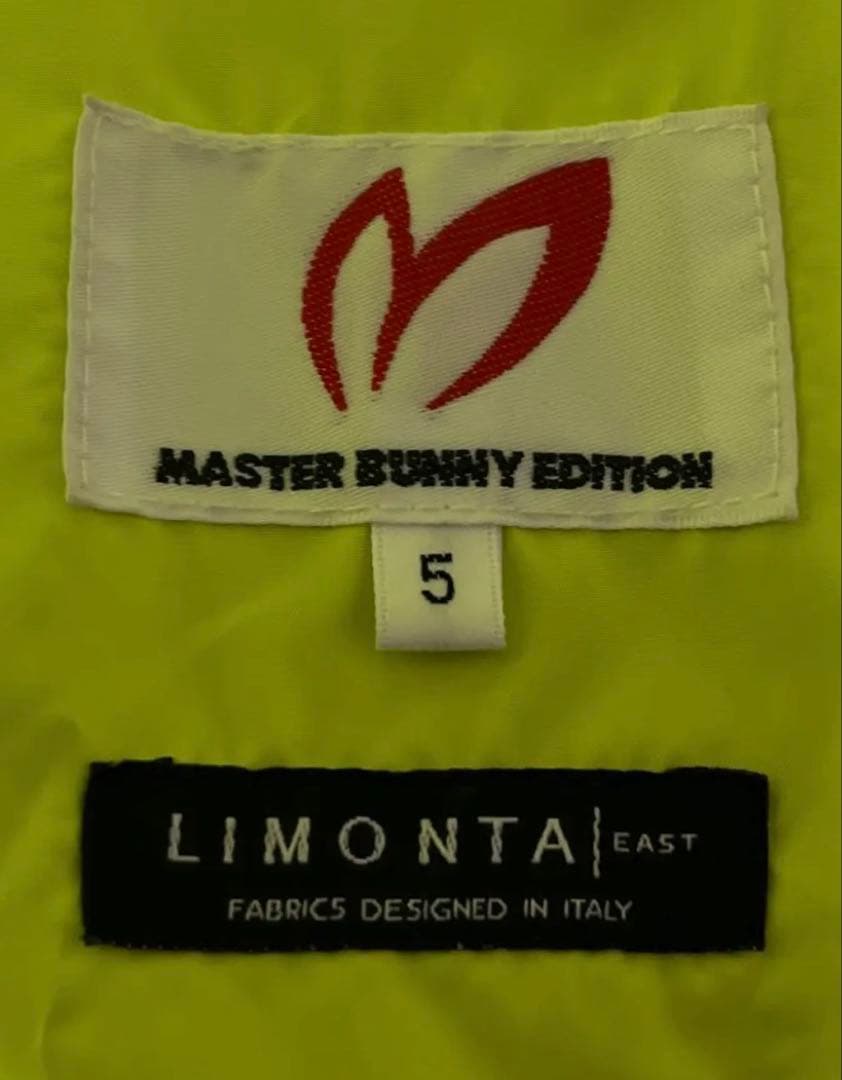 MASTER BUNNY EDITION
5
LIMONTA|EAST
FABRICS DESIGNED IN ITALY